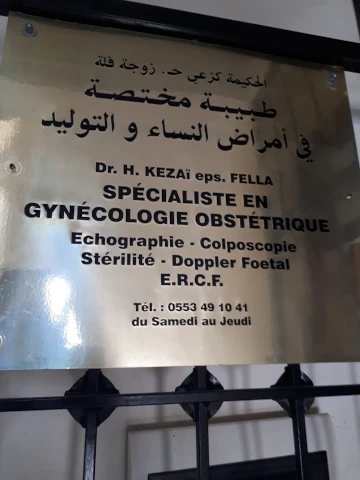 الحكيمة كزعي ح. زوجة فلة
طبيبة مختصة
في أمراض النساء و التوليد
Dr. H. KEZAï eps. FELLA
SPÉCIALISTE EN
GYNÉCOLOGIE OBSTÉTRIQUE
Echographie - Colposcopie
Stérilité - Doppler Foetal
E.R.C.F.
Tél. : 0553 49 10 41
du Samedi au Jeudi